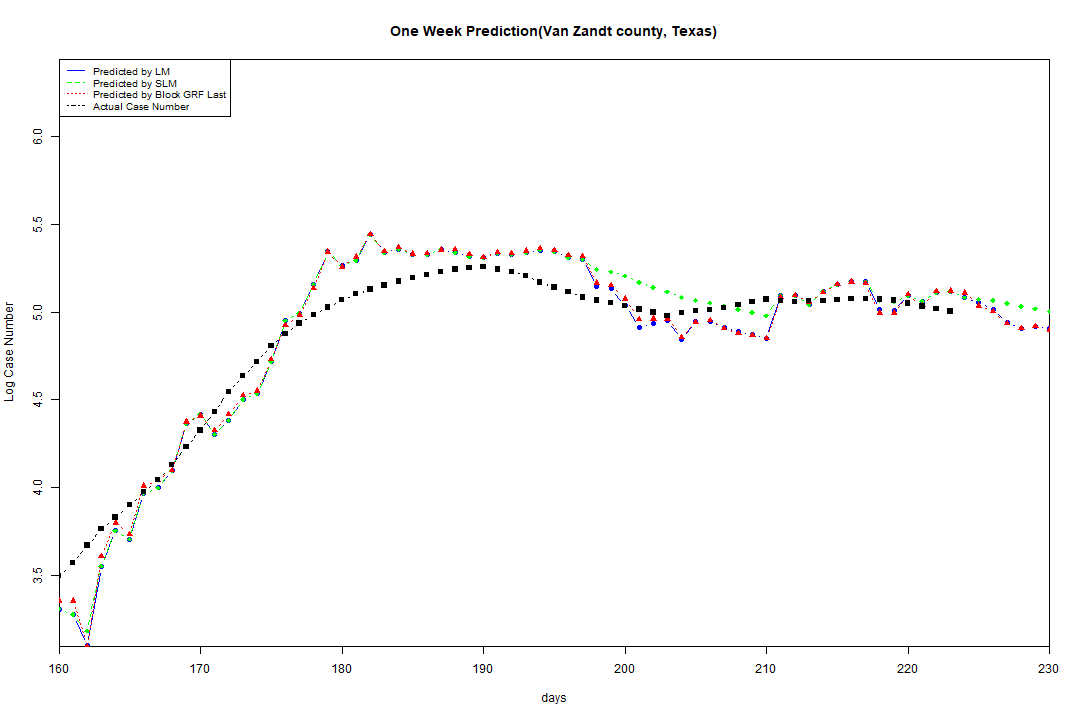 One Week Prediction(Van Zandt county, Texas)
Predicted by LM
Predicted by SLM
Predicted by Block GRF Last
Actual Case Number
6.0
5.5
5.0
4.5
4.0
3.5
Log Case Number
160 170 180 190 200 210 220 230
days